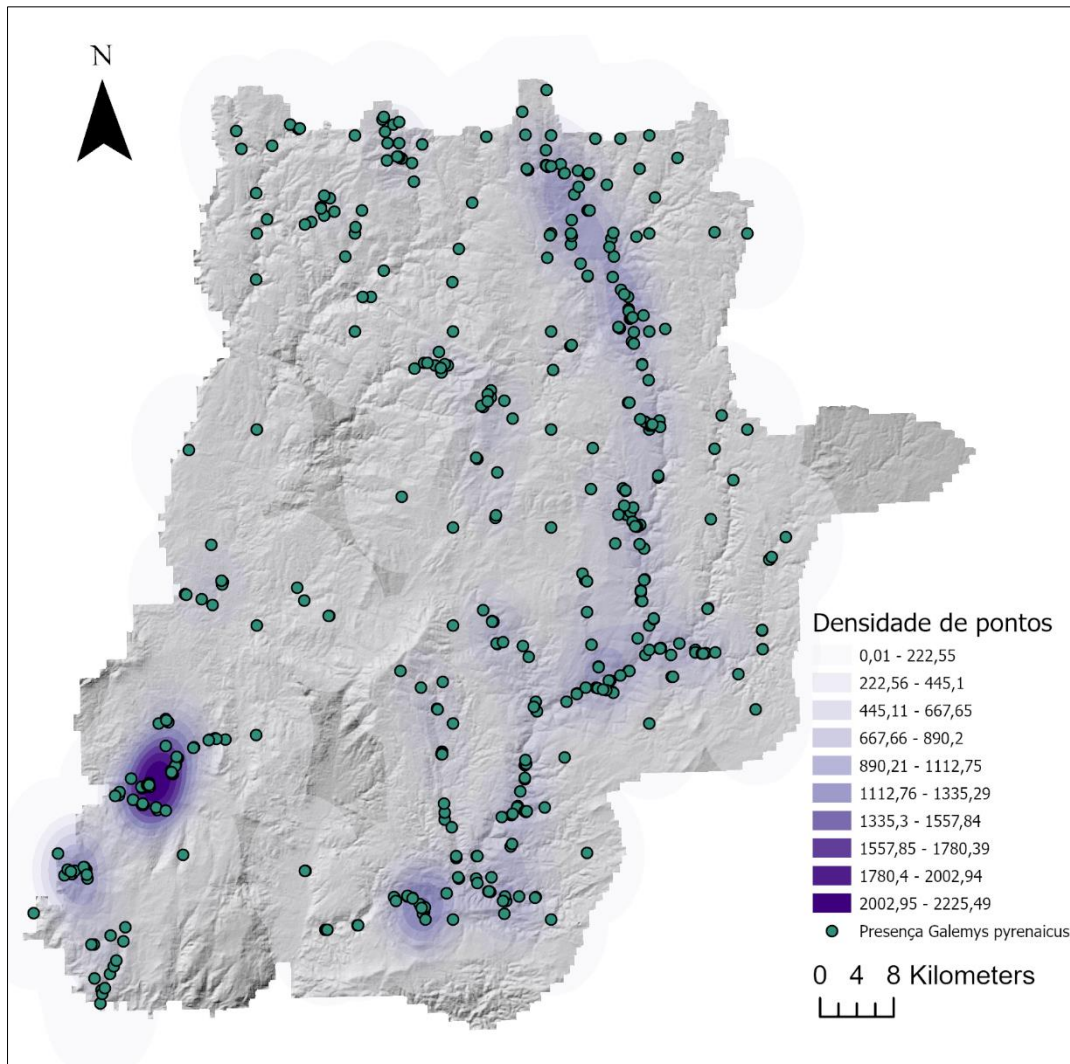 N
Densidade de pontos
0,01 - 222,55
222,56 - 445,1
445,11 - 667,65
667,66 - 890,2
890,21 - 1112,75
1112,76 - 1335,29
1335,3 - 1557,84
1557,85 - 1780,39
1780,4 - 2002,94
2002,95 - 2225,49
Presença Galemys pyrenaicus
0 4 8 Kilometers